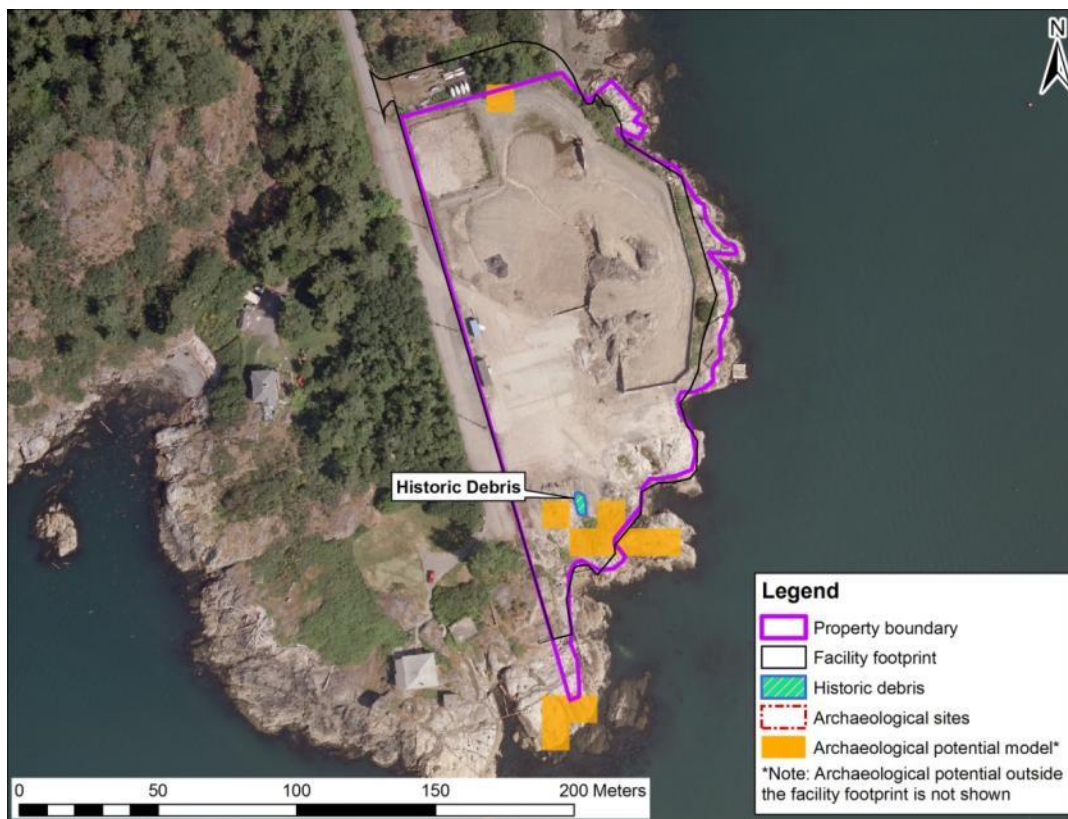 N
Historic Debris
Legend
Property boundary
Facility footprint
Historic debris
Archaeological sites
Archaeological potential model*
*Note: Archaeological potential outside
the facility footprint is not shown
0 50 100 150 200 Meters